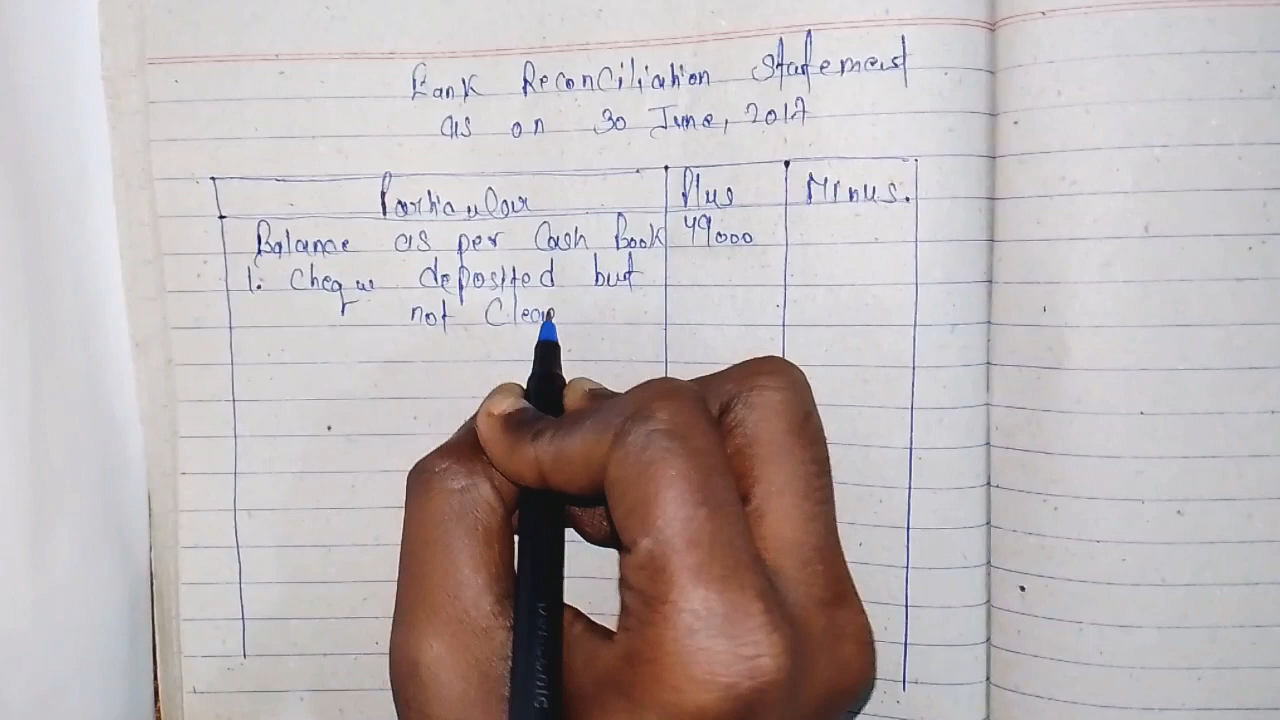 Bank Reconciliation Statement
as on 30 June, 2017
Particular Plus Minus.
Balance as per Cash Book 49000
1. Cheque deposited but
not Clear